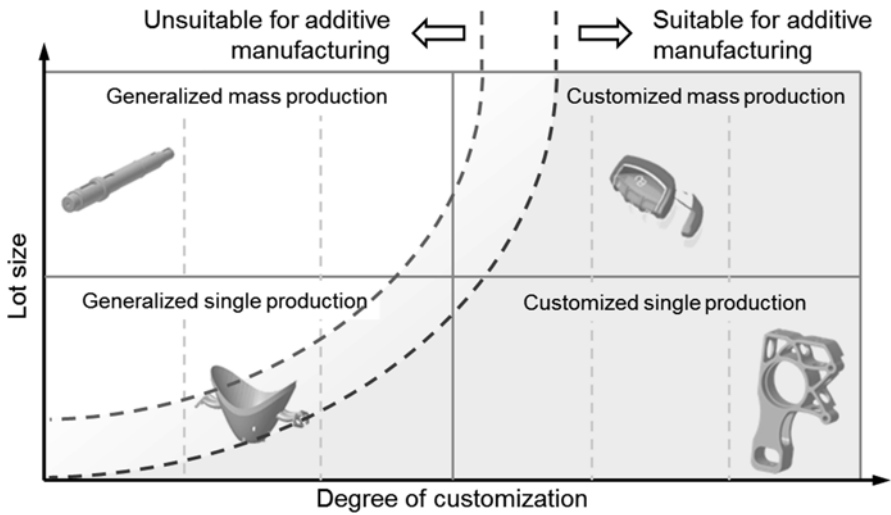 Unsuitable for additive
manufacturing
Suitable for additive
manufacturing
Generalized mass production
Customized mass production
Lot size
Generalized single production
Customized single production
Degree of customization